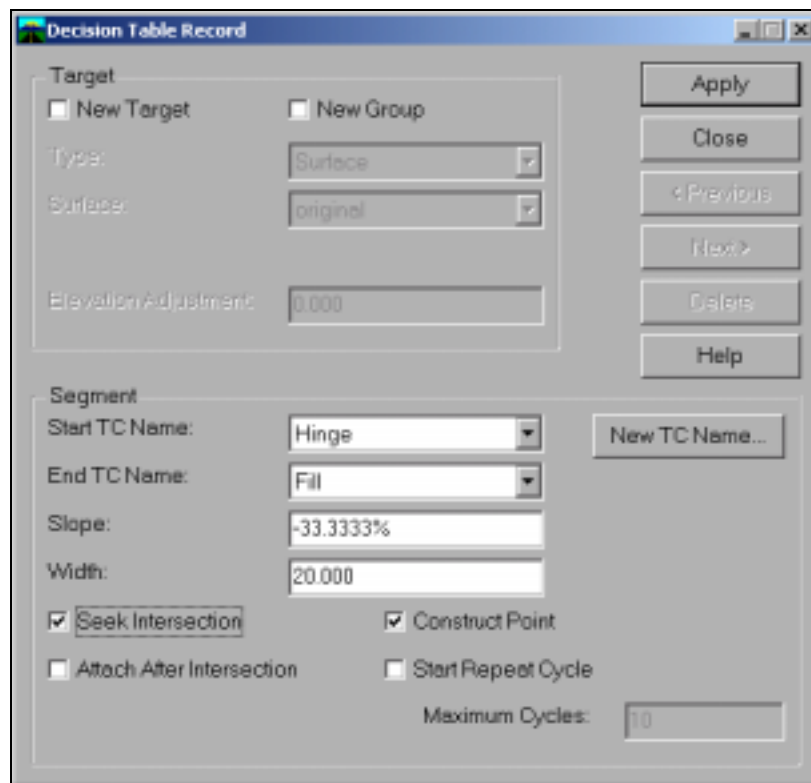 Decision Table Record
Target
New Target
New Group
Type:
Surface
Surface:
original
Elevation Adjustment:
0.000
Apply
Close
< Previous
Next >
Delete
Help
Segment
Start TC Name:
Hinge
New TC Name...
End TC Name:
Fill
Slope:
-33.3333%
Width:
20.000
Seek Intersection
Construct Point
Attach After Intersection
Start Repeat Cycle
Maximum Cycles:
10